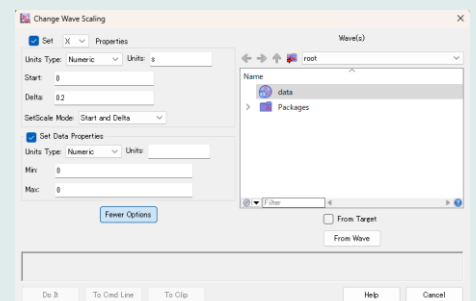 Change Wave Scaling
Set X Properties
Units Type: Numeric Units: s
Start: 0
Delta: 0.2
SetScale Mode: Start and Delta
Set Data Properties
Units Type: Numeric Units:
Min: 0
Max: 0
Fewer Options
Wave(s)
root
Name
data
Packages
Filter
From Target
From Wave
Do It
To Cmd Line
To Clip
Help
Cancel